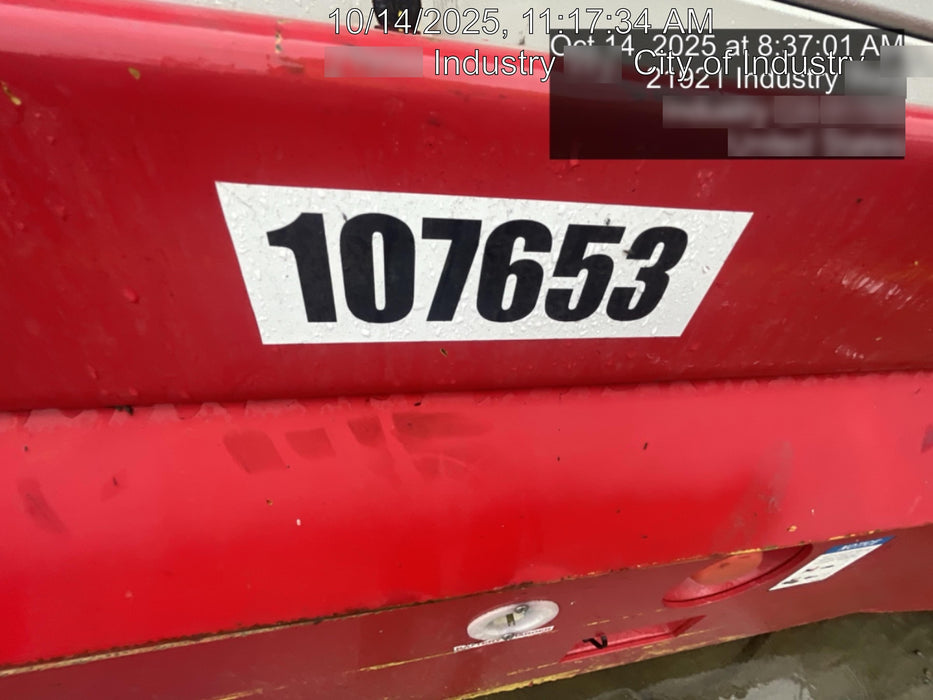 10/14/2025, 11:17:34 AM
Industry City of Industry
Oct 14, 2025 at 8:37:01 AM
21921 Industry
107653